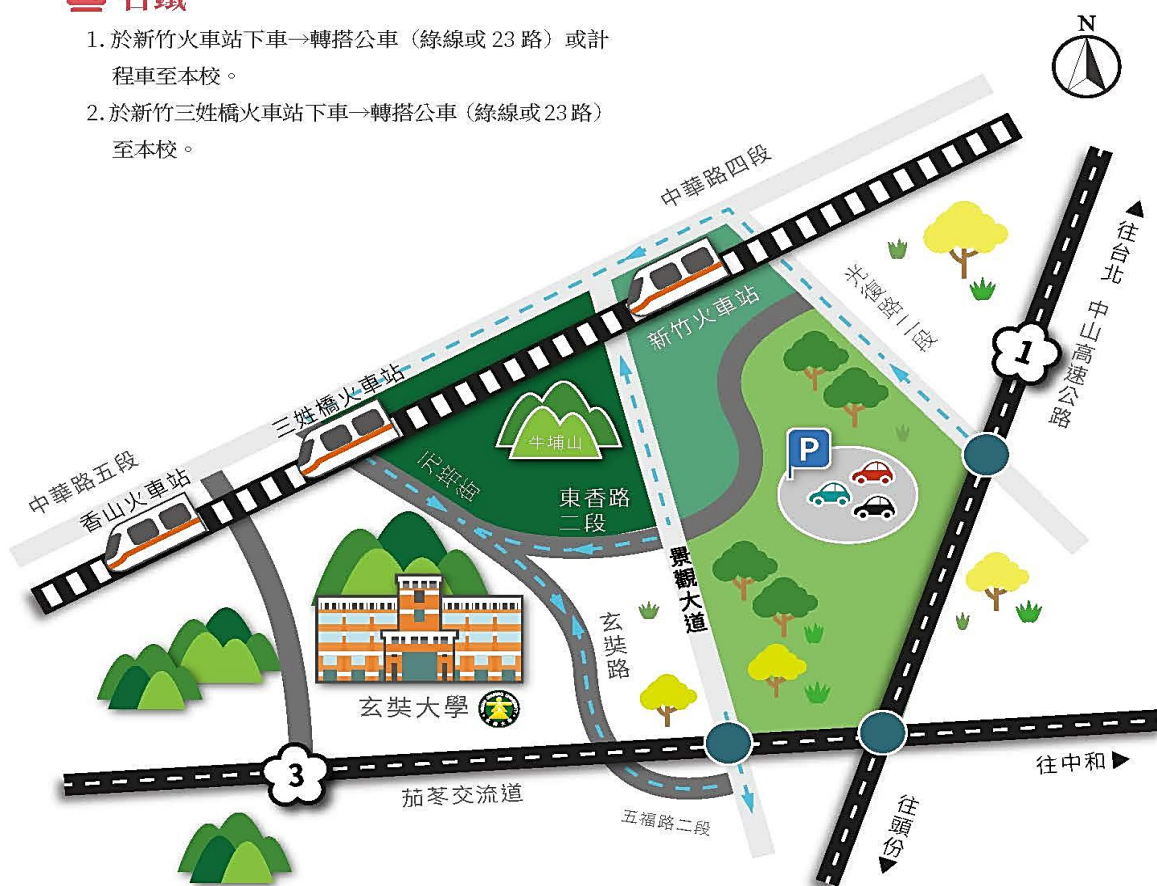 台鐵
1. 於新竹火車站下車→轉搭公車（綠線或 23 路）或計
程車至本校。
2. 於新竹三姓橋火車站下車→轉搭公車（綠線或23路）
至本校。
N
中華路四段
往台北
中山高速公路
1
光復路二段
新竹火車站
三姓橋火車站
牛埔山
P
中華路五段
香山火車站
元培街
東香路
二段
景觀大道
玄奘路
玄奘大學
3
茄苳交流道
往中和
五福路二段
往頭份